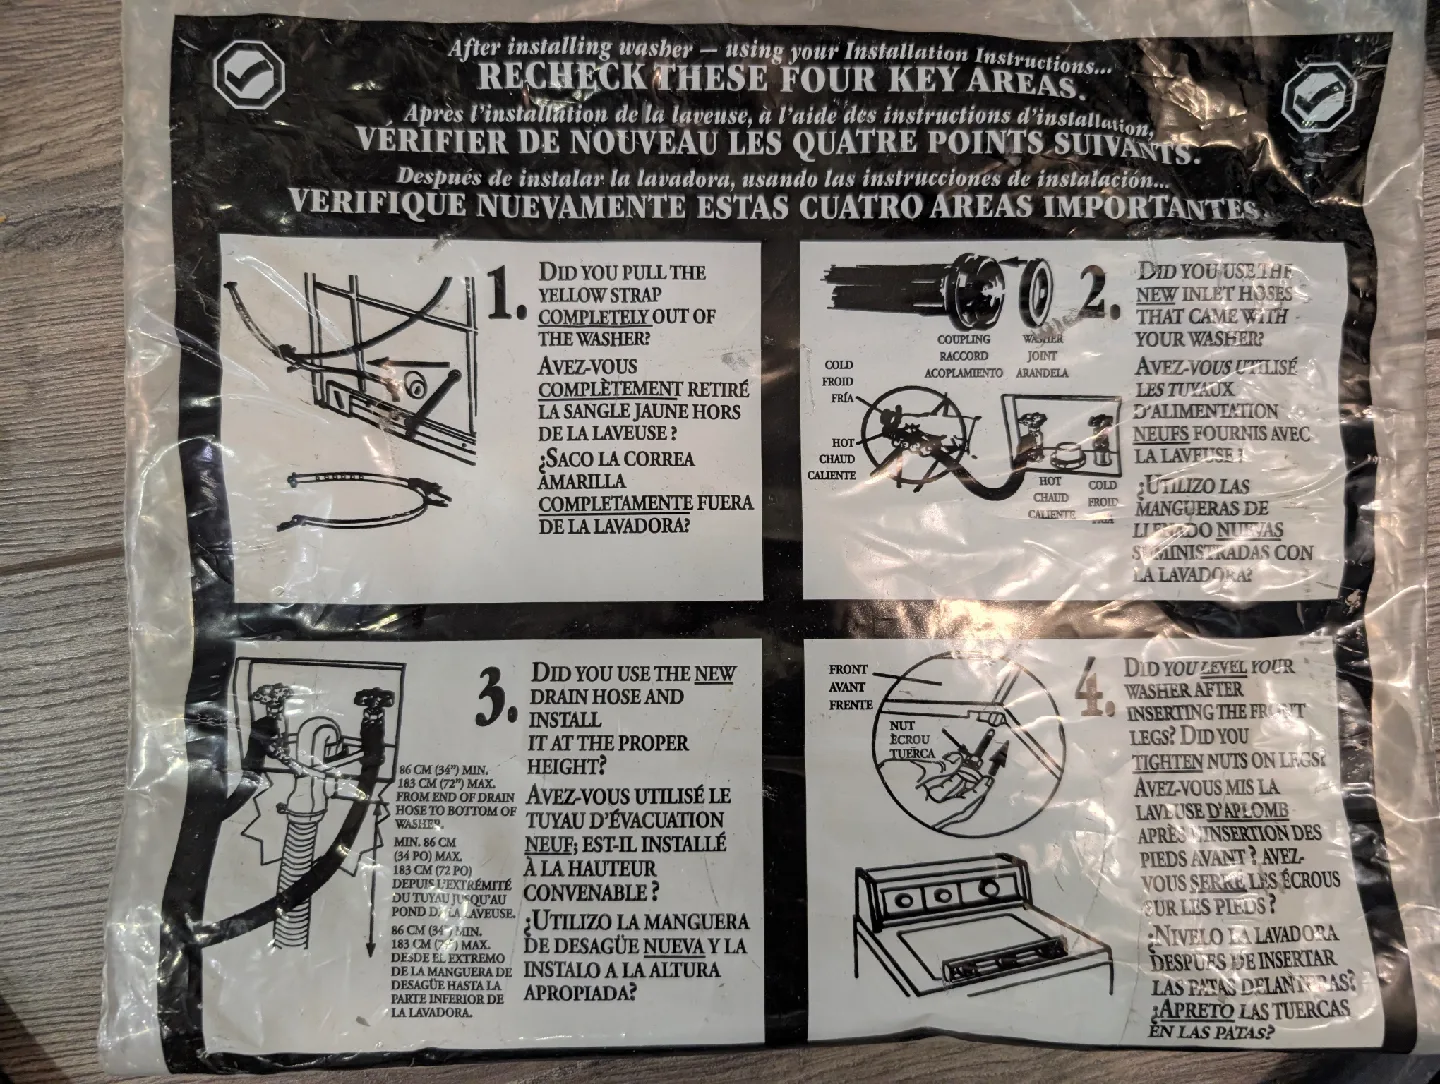 After installing washer — using your Installation Instructions...
RECHECK THESE FOUR KEY AREAS.
Après l'installation de la laveuse, à l'aide des instructions d'installation,
VÉRIFIER DE NOUVEAU LES QUATRE POINTS SUIVANTS.
Después de instalar la lavadora, usando las instrucciones de instalación...
VERIFIQUE NUEVAMENTE ESTAS CUATRO AREAS IMPORTANTES.
1.
DID YOU PULL THE
YELLOW STRAP
COMPLETELY OUT OF
THE WASHER?
AVEZ-VOUS
COMPLÈTEMENT RETIRÉ
LA SANGLE JAUNE HORS
DE LA LAVEUSE ?
¿SACO LA CORREA
AMARILLA
COMPLETAMENTE FUERA
DE LA LAVADORA?
2.
COUPLING
RACCORD
ACOPLAMIENTO
WASHER
JOINT
ARANDELA
COLD
FROID
FRÍA
HOT
CHAUD
CALIENTE
HOT
CHAUD
CALIENTE
COLD
FROID
FRÍA
DID YOU USE THE
NEW INLET HOSES
THAT CAME WITH
YOUR WASHER?
AVEZ-VOUS UTILISÉ
LES TUYAUX
D'ALIMENTATION
NEUFS FOURNIS AVEC
LA LAVEUSE ?
¿UTILIZO LAS
MANGUERAS DE
LLENADO NUEVAS
SUMINISTRADAS CON
LA LAVADORA?
3.
86 CM (34") MIN.
183 CM (72") MAX.
FROM END OF DRAIN
HOSE TO BOTTOM OF
WASHER.
MIN. 86 CM
(34 PO) MAX.
183 CM (72 PO)
DEPUIS L'EXTRÉMITÉ
DU TUYAU JUSQU'AU
FOND DE LA LAVEUSE.
86 CM (34") MIN.
183 CM (72") MAX.
DESDE EL EXTREMO
DE LA MANGUERA DE
DESAGÜE HASTA LA
PARTE INFERIOR DE
LA LAVADORA.
DID YOU USE THE NEW
DRAIN HOSE AND
INSTALL
IT AT THE PROPER
HEIGHT?
AVEZ-VOUS UTILISÉ LE
TUYAU D'ÉVACUATION
NEUF; EST-IL INSTALLÉ
À LA HAUTEUR
CONVENABLE ?
¿UTILIZO LA MANGUERA
DE DESAGÜE NUEVA Y LA
INSTALO A LA ALTURA
APROPIADA?
4.
FRONT
AVANT
FRENTE
NUT
ÉCROU
TUERCA
DID YOU LEVEL YOUR
WASHER AFTER
INSERTING THE FRONT
LEGS? DID YOU
TIGHTEN NUTS ON LEGS?
AVEZ-VOUS MIS LA
LAVEUSE D'APLOMB
APRÈS L'INSERTION DES
PIEDS AVANT ? AVEZ-
VOUS SERRÉ LES ÉCROUS
SUR LES PIEDS ?
¿NIVELO LA LAVADORA
DESPUES DE INSERTAR
LAS PATAS DELANTERAS?
¿APRETO LAS TUERCAS
EN LAS PATAS?